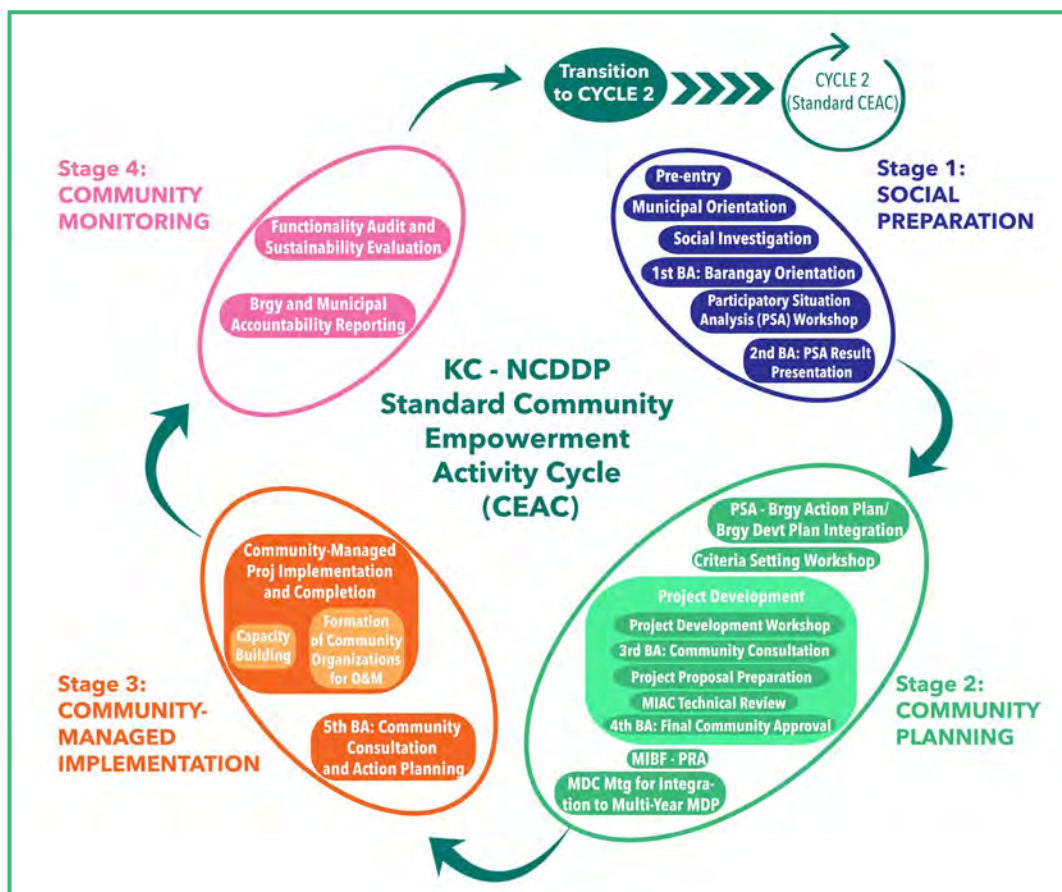 Transition
to CYCLE 2
CYCLE 2
(Standard CEAC)
Stage 1:
SOCIAL
PREPARATION
Pre-entry
Municipal Orientation
Social Investigation
1st BA: Barangay Orientation
Participatory Situation
Analysis (PSA) Workshop
2nd BA: PSA Result
Presentation
Stage 4:
COMMUNITY
MONITORING
Functionality Audit and
Sustainability Evaluation
Brgy and Municipal
Accountability Reporting
KC - NCDDP
Standard Community
Empowerment
Activity Cycle
(CEAC)
PSA - Brgy Action Plan/
Brgy Devt Plan Integration
Criteria Setting Workshop
Project Development
Project Development Workshop
3rd BA: Community Consultation
Project Proposal Preparation
MIAC Technical Review
4th BA: Final Community Approval
MIBF - PRA
MDC Mtg for Integra-
tion to Multi-Year MDP
Stage 2:
COMMUNITY
PLANNING
Community-Managed
Proj Implementation
and Completion
Capacity
Building
Formation
of Community
Organizations
for O&M
5th BA: Community
Consultation
and Action Planning
Stage 3:
COMMUNITY-
MANAGED
IMPLEMENTATION